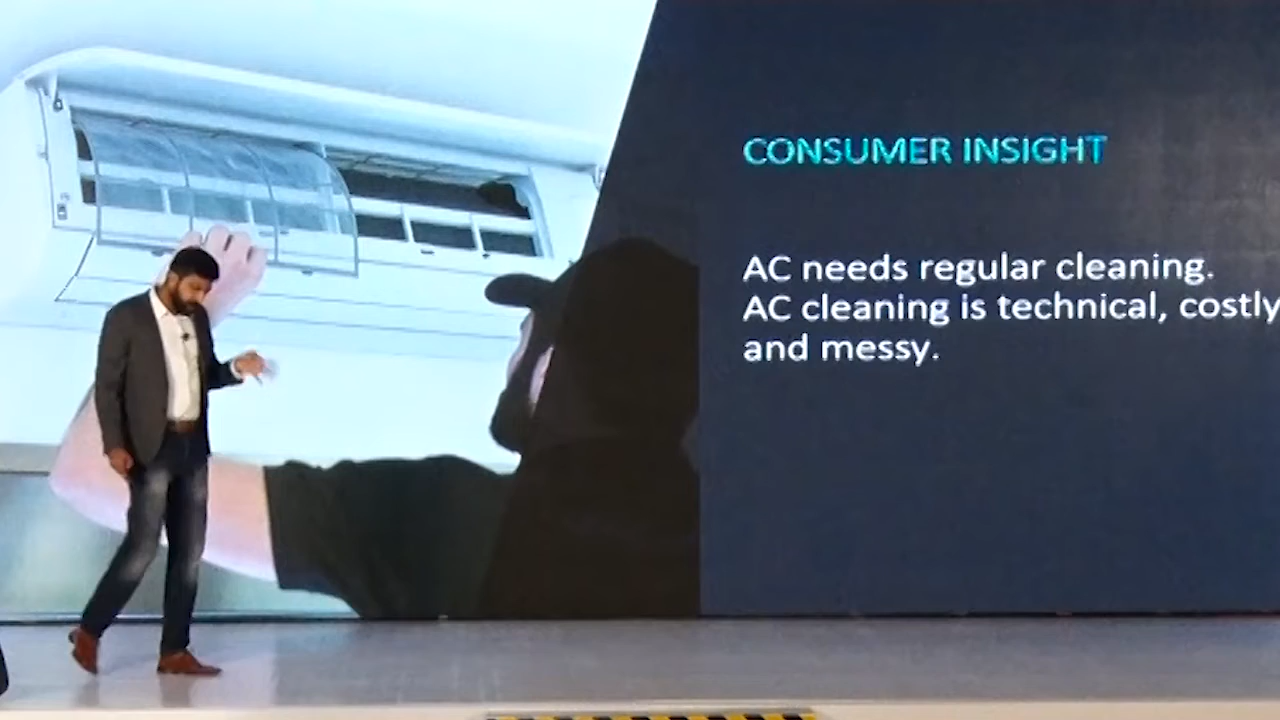 CONSUMER INSIGHT
AC needs regular cleaning.
AC cleaning is technical, costly
and messy.